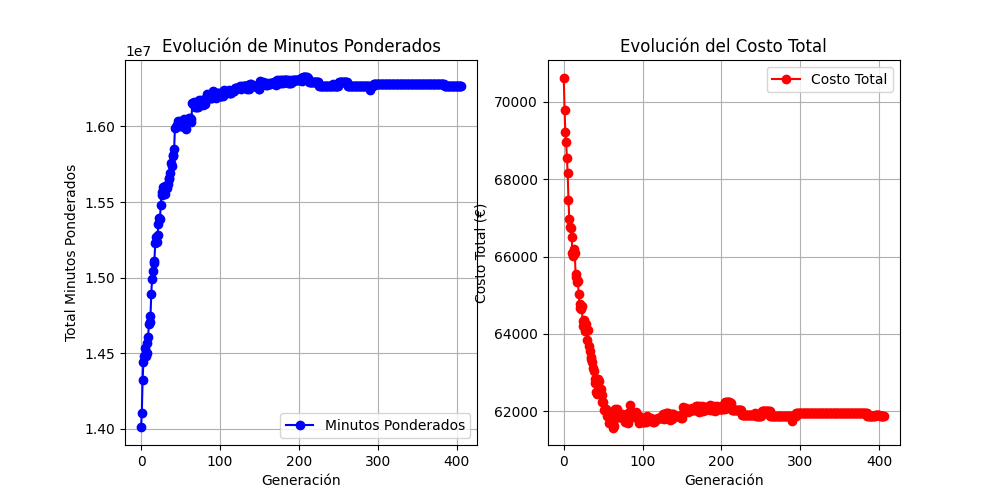 Evolución de Minutos Ponderados
1e7
1.60
1.55
1.50
1.45
1.40
Total Minutos Ponderados
Minutos Ponderados
0 100 200 300 400
Generación
Evolución del Costo Total
70000
68000
66000
64000
62000
Costo Total (€)
Costo Total
0 100 200 300 400
Generación